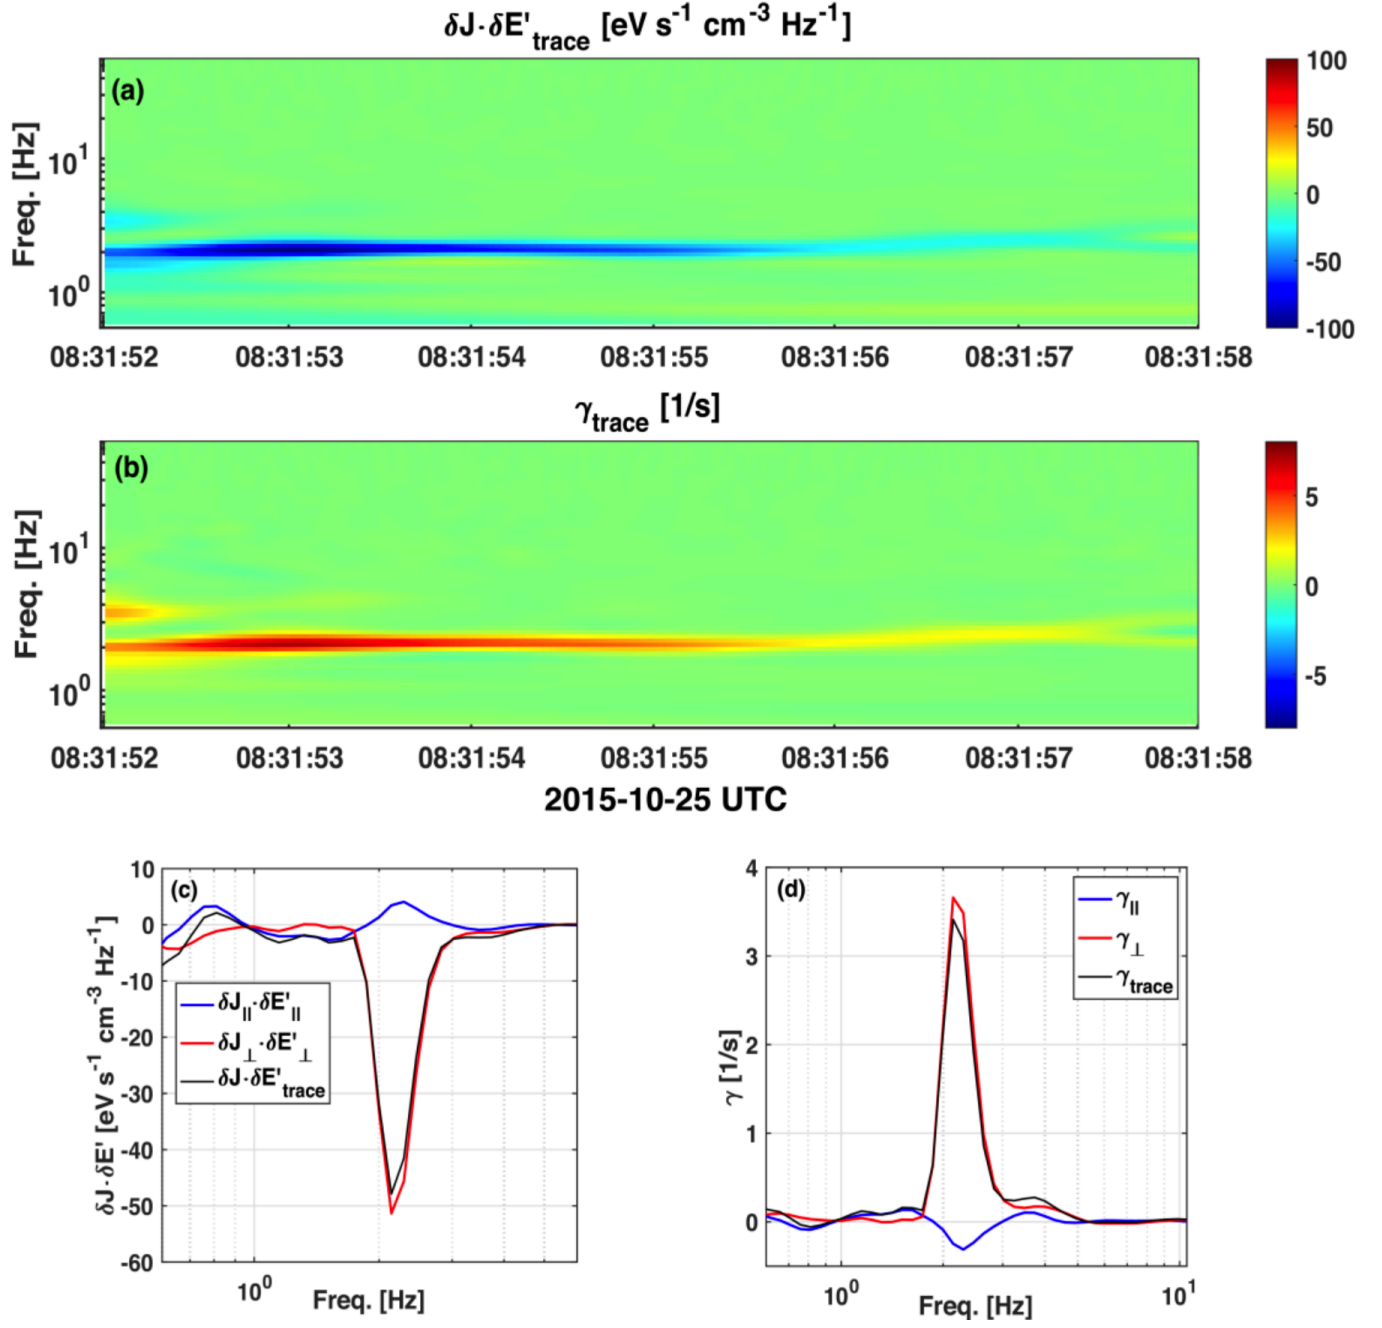 δJ·δE'trace [eV s⁻¹ cm⁻³ Hz⁻¹]
(a)
Freq. [Hz]
10¹
10⁰
100
50
0
-50
-100
08:31:52 08:31:53 08:31:54 08:31:55 08:31:56 08:31:57 08:31:58
γtrace [1/s]
(b)
Freq. [Hz]
10¹
10⁰
5
0
-5
08:31:52 08:31:53 08:31:54 08:31:55 08:31:56 08:31:57 08:31:58
2015-10-25 UTC
(c)
δJ·δE' [eV s⁻¹ cm⁻³ Hz⁻¹]
10
0
-10
-20
-30
-40
-50
-60
δJ||·δE'||
δJ⊥·δE'⊥
δJ·δE'trace
10⁰
Freq. [Hz]
(d)
γ [1/s]
4
3
2
1
0
γ||
γ⊥
γtrace
10⁰ 10¹
Freq. [Hz]